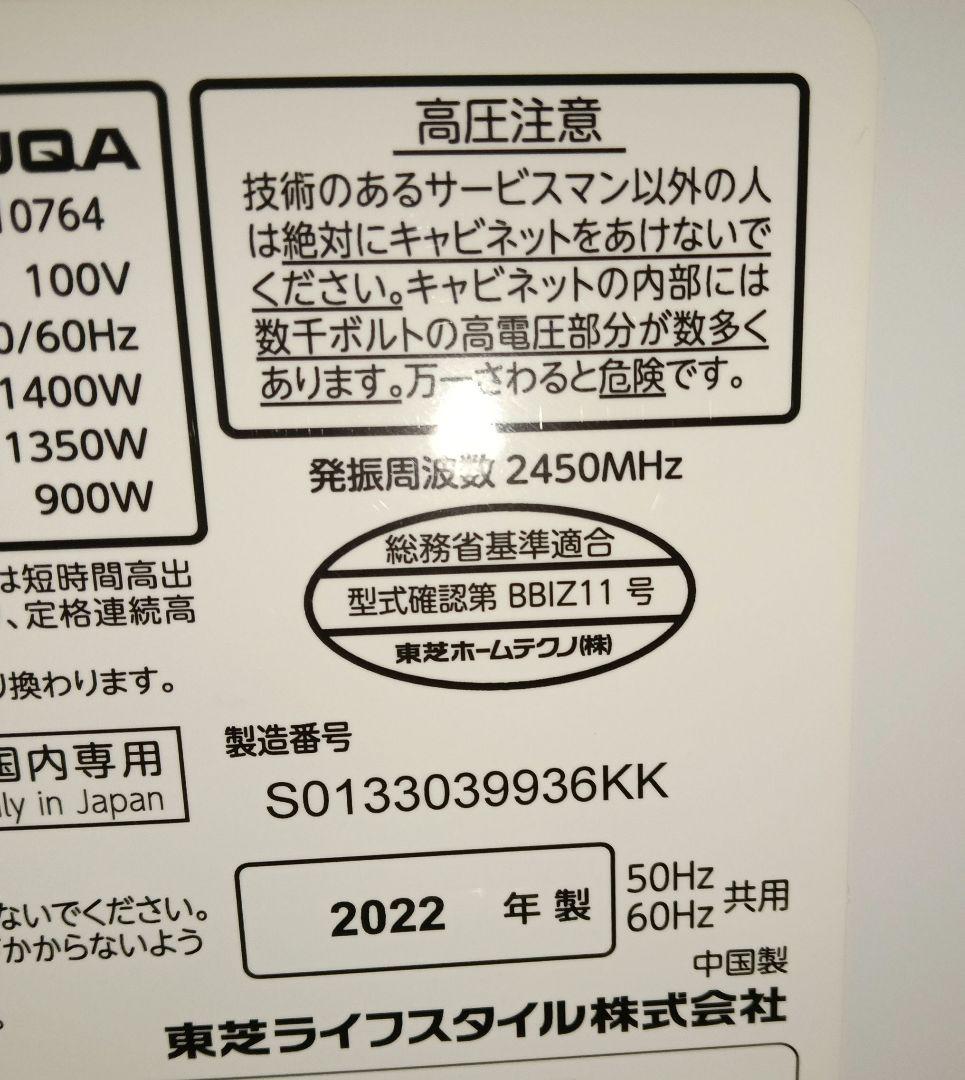 UQA
10764
100V
0/60Hz
1400W
1350W
900W
は短時間高出
、定格連続高
り換わります。
国内専用
ly in Japan
ないでください。
かからないよう
高圧注意
技術のあるサービスマン以外の人
は絶対にキャビネットをあけないで
ください。キャビネットの内部には
数千ボルトの高電圧部分が数多く
あります。万一さわると危険です。
発振周波数 2450MHz
総務省基準適合
型式確認第 BBIZ11 号
東芝ホームテクノ(株)
製造番号
S0133039936KK
2022 年製
50Hz
60Hz
共用
中国製
東芝ライフスタイル株式会社